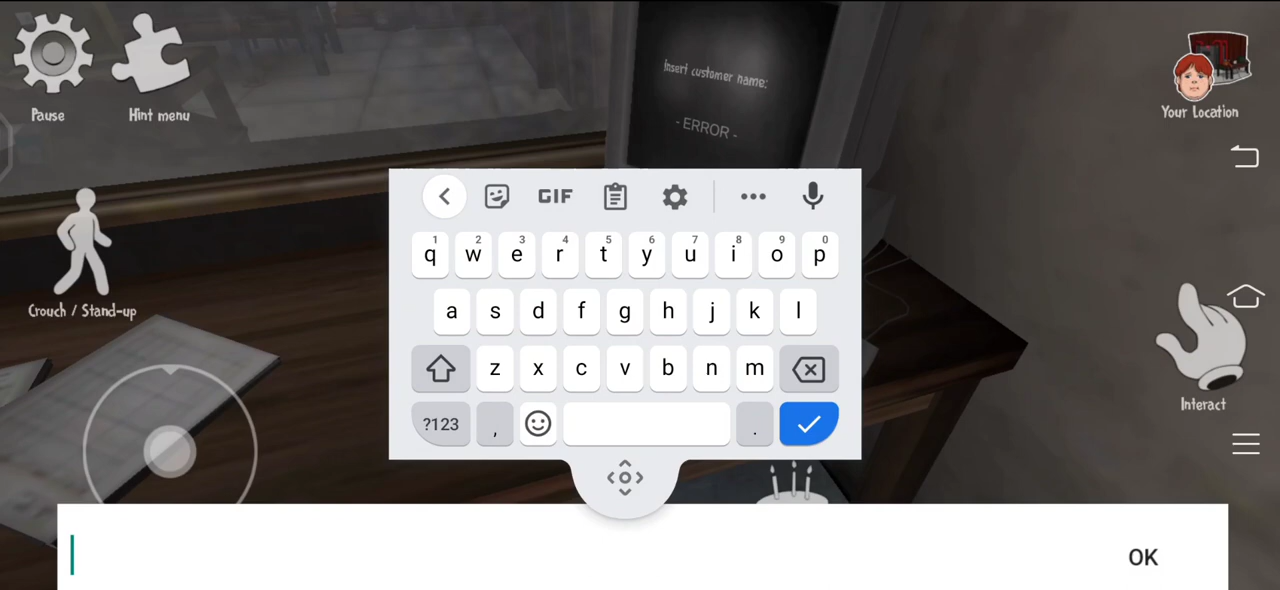 Pause
Hint menu
Insert customer name:
- ERROR -
Your Location
Crouch / Stand-up
Interact
GIF
1 2 3 4 5 6 7 8 9 0
q w e r t y u i o p
a s d f g h j k l
z x c v b n m
?123 , .
OK